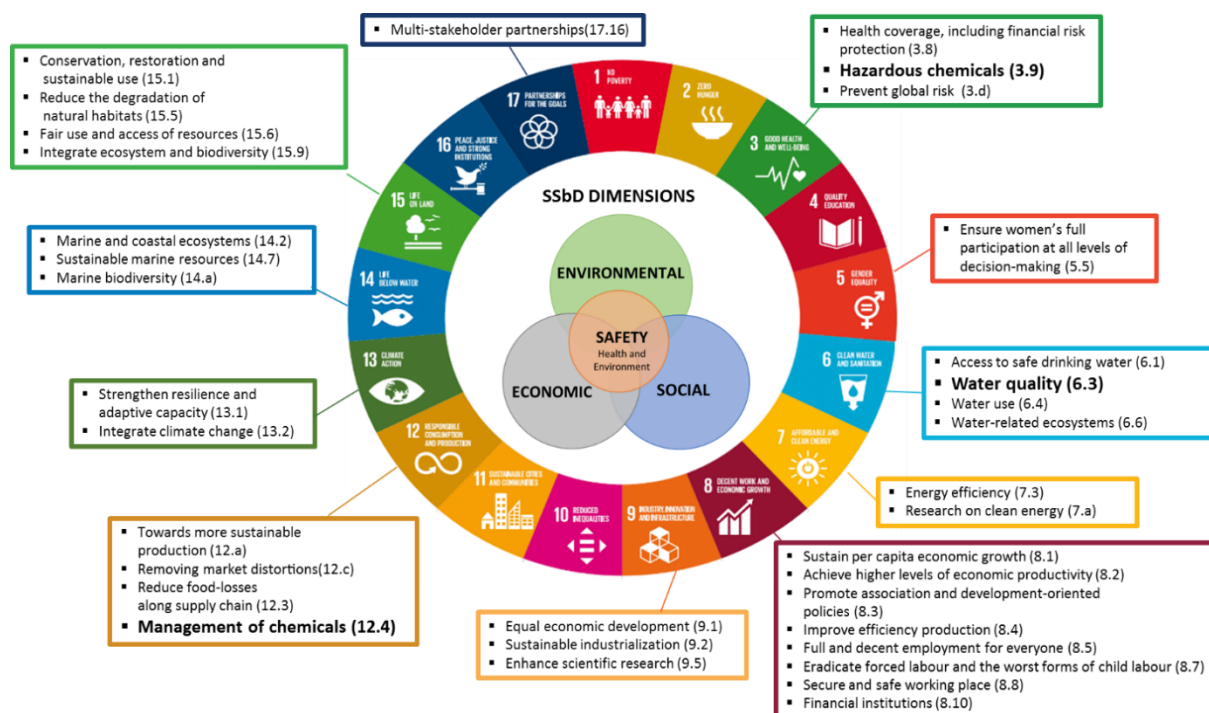 ▪ Multi-stakeholder partnerships(17.16)
▪ Conservation, restoration and
sustainable use (15.1)
▪ Reduce the degradation of
natural habitats (15.5)
▪ Fair use and access of resources (15.6)
▪ Integrate ecosystem and biodiversity (15.9)
▪ Health coverage, including financial risk
protection (3.8)
▪ Hazardous chemicals (3.9)
▪ Prevent global risk (3.d)
1 NO
POVERTY
2 ZERO
HUNGER
3 GOOD HEALTH
AND WELL-BEING
4 QUALITY
EDUCATION
5 GENDER
EQUALITY
6 CLEAN WATER
AND SANITATION
7 AFFORDABLE AND
CLEAN ENERGY
8 DECENT WORK AND
ECONOMIC GROWTH
9 INDUSTRY, INNOVATION
AND INFRASTRUCTURE
10 REDUCED
INEQUALITIES
11 SUSTAINABLE CITIES
AND COMMUNITIES
12 RESPONSIBLE
CONSUMPTION
AND PRODUCTION
13 CLIMATE
ACTION
14 LIFE
BELOW WATER
15 LIFE
ON LAND
16 PEACE, JUSTICE
AND STRONG
INSTITUTIONS
17 PARTNERSHIPS
FOR THE GOALS
SSbD DIMENSIONS
ENVIRONMENTAL
SAFETY
Health and
Environment
ECONOMIC
SOCIAL
▪ Marine and coastal ecosystems (14.2)
▪ Sustainable marine resources (14.7)
▪ Marine biodiversity (14.a)
▪ Ensure women's full
participation at all levels of
decision-making (5.5)
▪ Access to safe drinking water (6.1)
▪ Water quality (6.3)
▪ Water use (6.4)
▪ Water-related ecosystems (6.6)
▪ Strengthen resilience and
adaptive capacity (13.1)
▪ Integrate climate change (13.2)
▪ Energy efficiency (7.3)
▪ Research on clean energy (7.a)
▪ Towards more sustainable
production (12.a)
▪ Removing market distortions(12.c)
▪ Reduce food-losses
along supply chain (12.3)
▪ Management of chemicals (12.4)
▪ Equal economic development (9.1)
▪ Sustainable industrialization (9.2)
▪ Enhance scientific research (9.5)
▪ Sustain per capita economic growth (8.1)
▪ Achieve higher levels of economic productivity (8.2)
▪ Promote association and development-oriented
policies (8.3)
▪ Improve efficiency production (8.4)
▪ Full and decent employment for everyone (8.5)
▪ Eradicate forced labour and the worst forms of child labour (8.7)
▪ Secure and safe working place (8.8)
▪ Financial institutions (8.10)